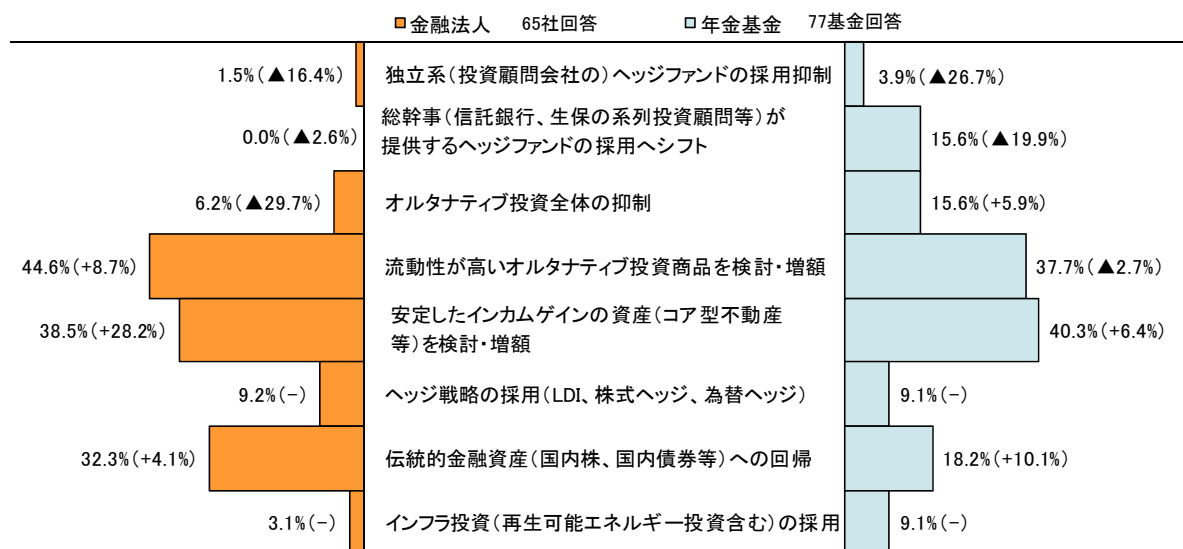 金融法人 65社回答 年金基金 77基金回答
1.5%(▲16.4%) 独立系(投資顧問会社の)ヘッジファンドの採用抑制 3.9%(▲26.7%)
総幹事(信託銀行、生保の系列投資顧問等)が
0.0%(▲2.6%) 提供するヘッジファンドの採用へシフト 15.6%(▲19.9%)
6.2%(▲29.7%) オルタナティブ投資全体の抑制 15.6%(+5.9%)
44.6%(+8.7%) 流動性が高いオルタナティブ投資商品を検討・増額 37.7%(▲2.7%)
安定したインカムゲインの資産(コア型不動産
38.5%(+28.2%) 等)を検討・増額 40.3%(+6.4%)
9.2%(-) ヘッジ戦略の採用(LDI、株式ヘッジ、為替ヘッジ) 9.1%(-)
32.3%(+4.1%) 伝統的金融資産(国内株、国内債券等)への回帰 18.2%(+10.1%)
3.1%(-) インフラ投資(再生可能エネルギー投資含む)の採用 9.1%(-)